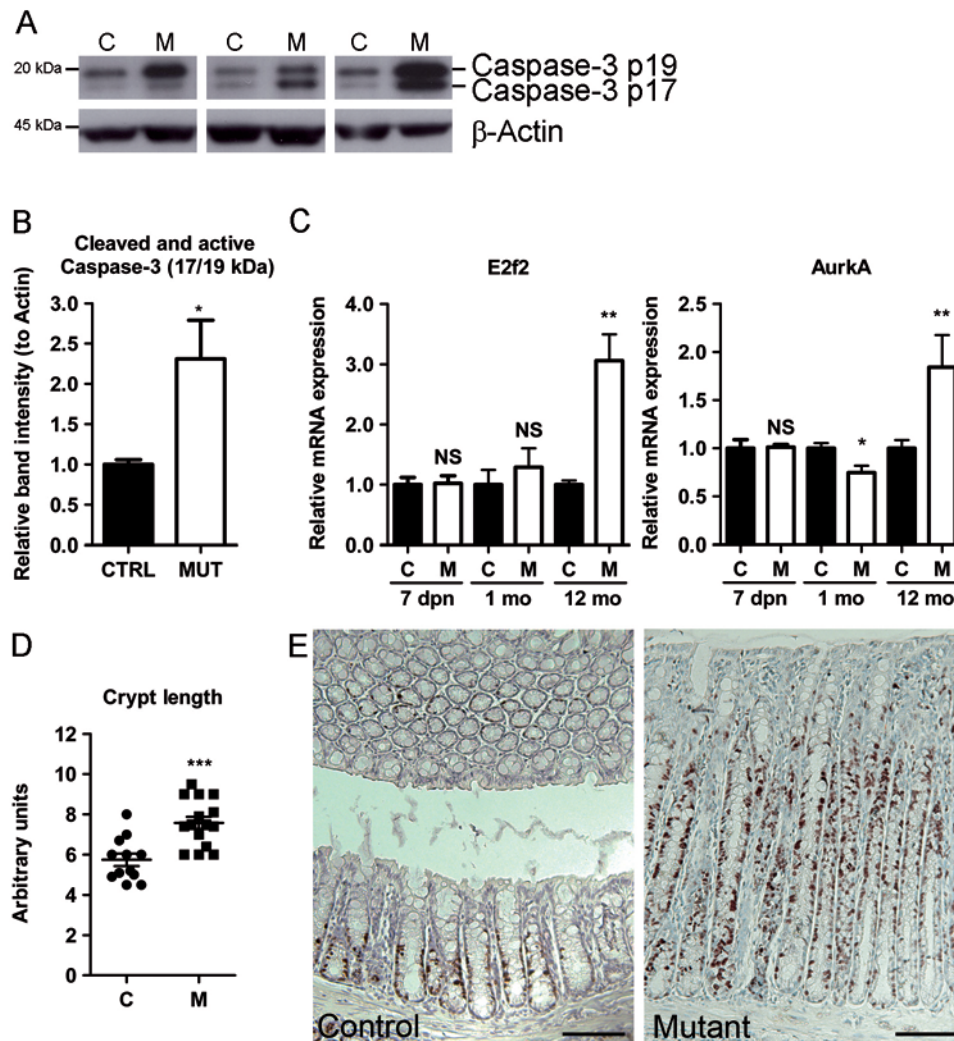 A
C M C M C M
20 kDa
Caspase-3 p19
Caspase-3 p17
45 kDa
β-Actin
B
Cleaved and active
Caspase-3 (17/19 kDa)
Relative band intensity (to Actin)
3.0
2.5
2.0
1.5
1.0
0.5
0.0
*
CTRL MUT
C
E2f2
Relative mRNA expression
4.0
3.0
2.0
1.0
0.0
NS
NS
**
C M C M C M
7 dpn 1 mo 12 mo
AurkA
Relative mRNA expression
2.5
2.0
1.5
1.0
0.5
0.0
NS
*
**
C M C M C M
7 dpn 1 mo 12 mo
D
Crypt length
Arbitrary units
12
10
8
6
4
2
0
***
C M
E
Control
Mutant